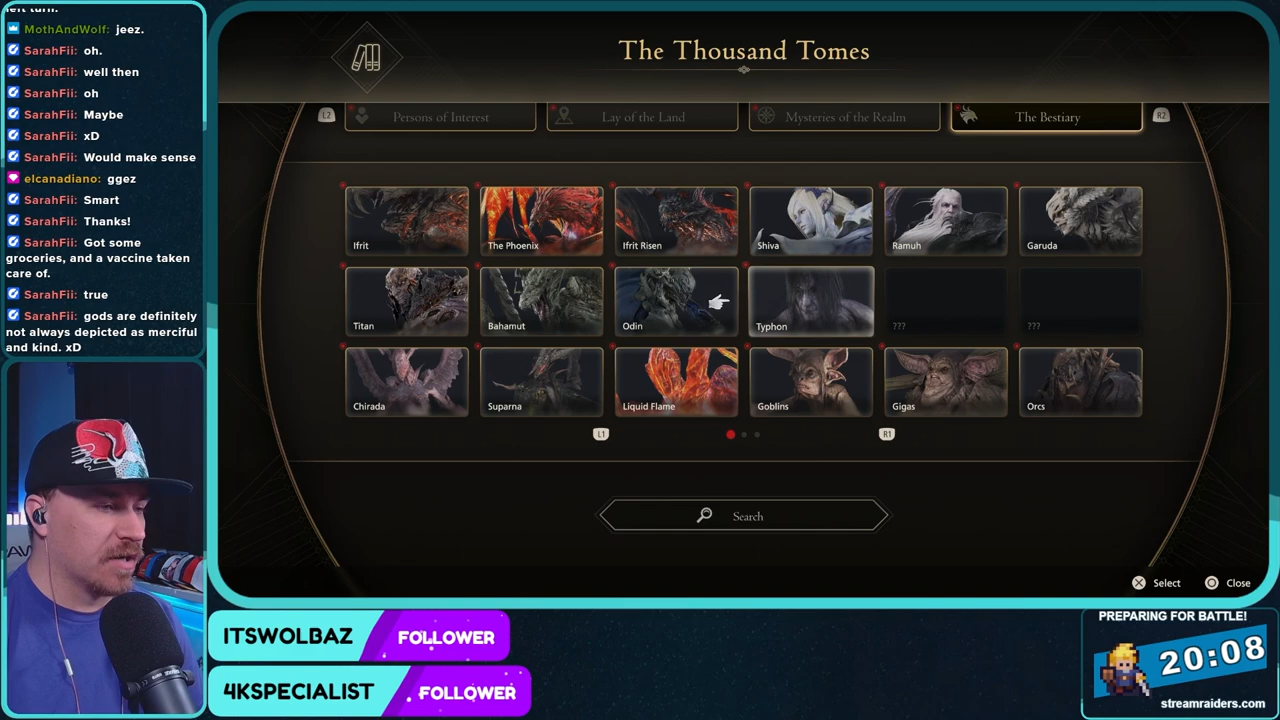 left turn.
MothAndWolf: jeez.
SarahFii: oh.
SarahFii: well then
SarahFii: oh
SarahFii: Maybe
SarahFii: xD
SarahFii: Would make sense
elcanadiano: ggez
SarahFii: Smart
SarahFii: Thanks!
SarahFii: Got some
groceries, and a vaccine taken
care of.
SarahFii: true
SarahFii: gods are definitely
not always depicted as merciful
and kind. xD
The Thousand Tomes
L2 Persons of Interest Lay of the Land Mysteries of the Realm The Bestiary R2
Ifrit The Phoenix Ifrit Risen Shiva Ramuh Garuda
Titan Bahamut Odin Typhon ??? ???
Chirada Suparna Liquid Flame Goblins Gigas Orcs
L1 R1
Search
Select Close
ITSWOLBAZ FOLLOWER
4KSPECIALIST FOLLOWER
PREPARING FOR BATTLE!
20:08
streamraiders.com